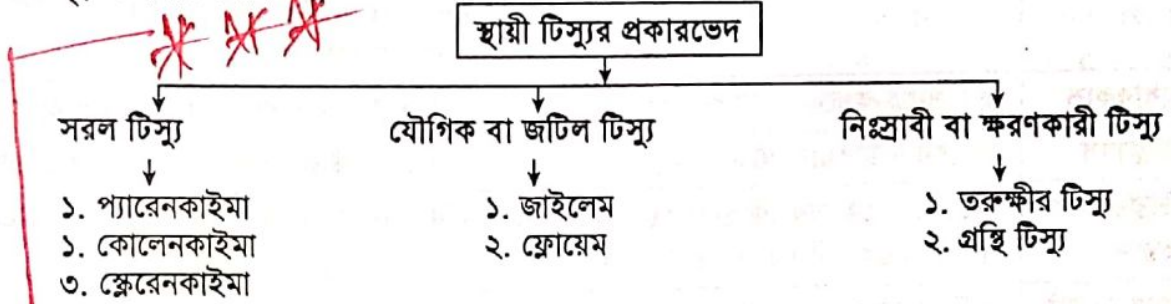 স্থায়ী টিস্যুর প্রকারভেদ
সরল টিস্যু
যৌগিক বা জটিল টিস্যু
নিঃস্রাবী বা ক্ষরণকারী টিস্যু
১. প্যারেনকাইমা
১. কোলেনকাইমা
৩. স্ক্লেরেনকাইমা
১. জাইলেম
২. ফ্লোয়েম
১. তরুক্ষীর টিস্যু
২. গ্রন্থি টিস্যু